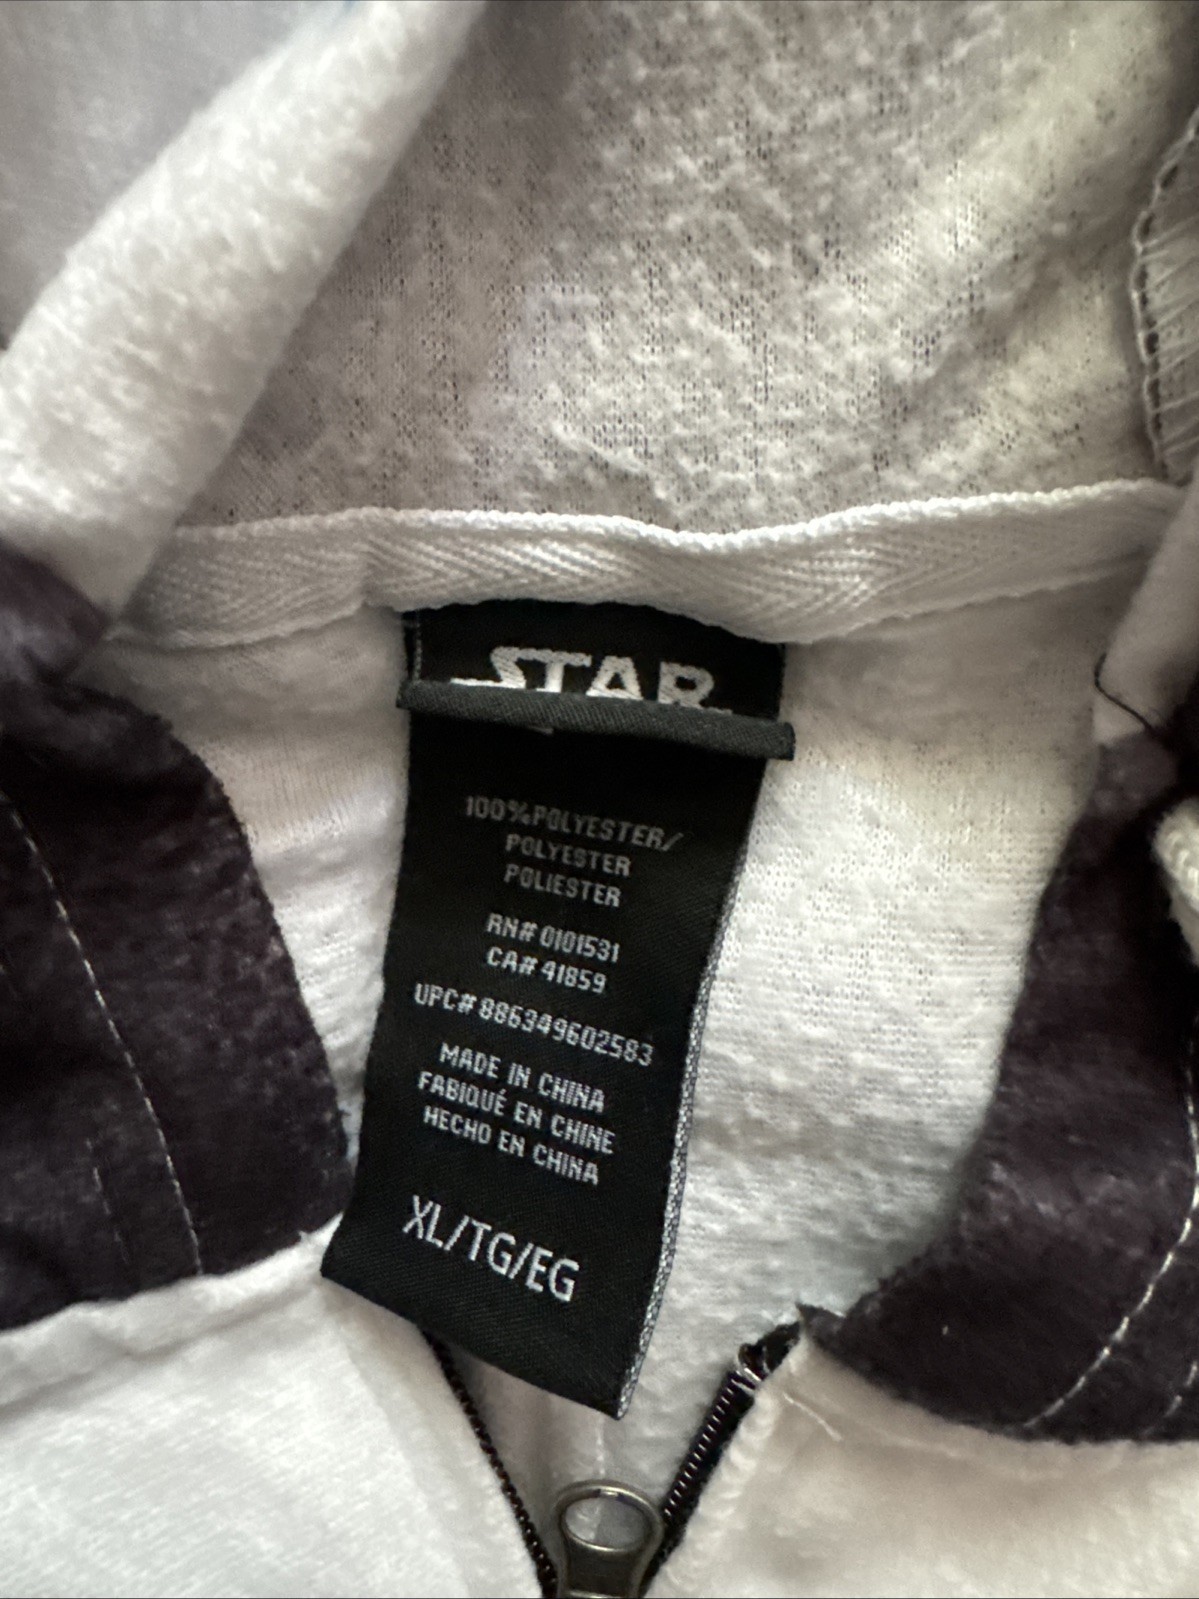 STAR
100%POLYESTER/
POLYESTER
POLIESTER
RN# 0101531
CA# 41859
UPC# 886349602583
MADE IN CHINA
FABIQUÉ EN CHINE
HECHO EN CHINA
XL/TG/EG